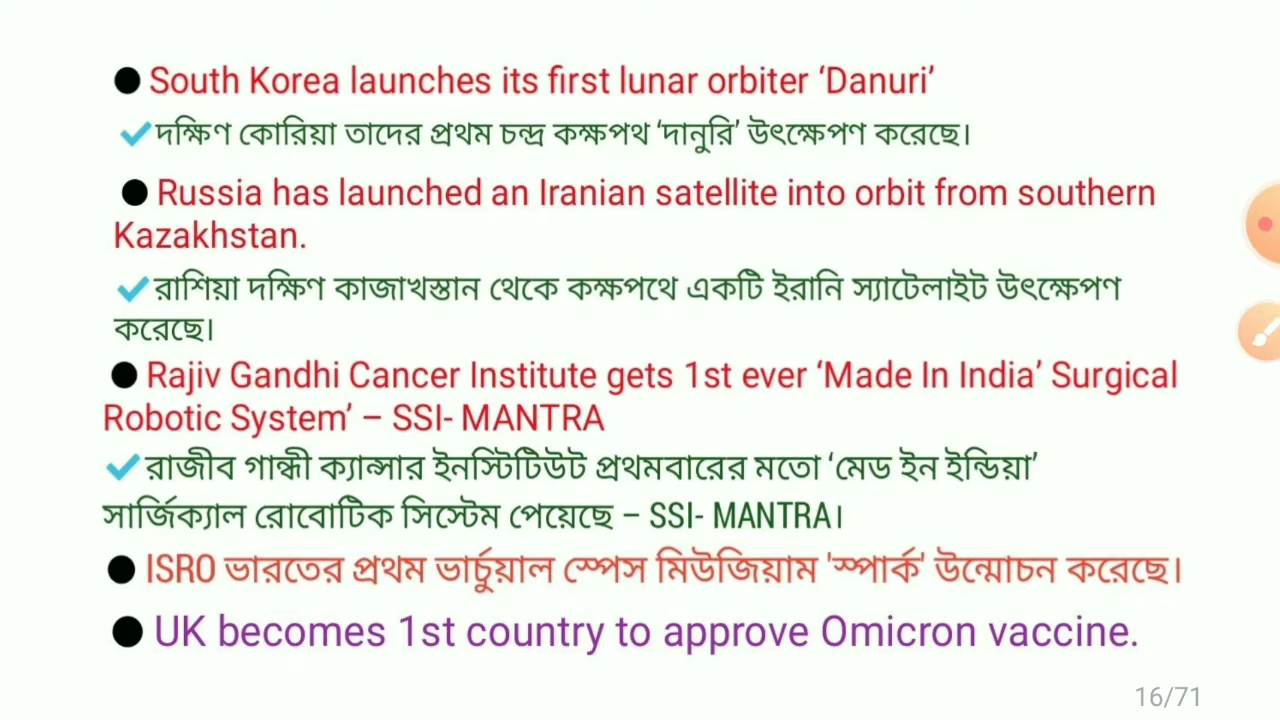 ● South Korea launches its first lunar orbiter ‘Danuri’
✔দক্ষিণ কোরিয়া তাদের প্রথম চন্দ্র কক্ষপথ ‘দানুরি’ উৎক্ষেপণ করেছে।
● Russia has launched an Iranian satellite into orbit from southern
Kazakhstan.
✔রাশিয়া দক্ষিণ কাজাখস্তান থেকে কক্ষপথে একটি ইরানি স্যাটেলাইট উৎক্ষেপণ
করেছে।
● Rajiv Gandhi Cancer Institute gets 1st ever ‘Made In India’ Surgical
Robotic System’ – SSI- MANTRA
✔রাজীব গান্ধী ক্যান্সার ইনস্টিটিউট প্রথমবারের মতো ‘মেড ইন ইন্ডিয়া’
সার্জিক্যাল রোবোটিক সিস্টেম পেয়েছে – SSI- MANTRA।
● ISRO ভারতের প্রথম ভার্চুয়াল স্পেস মিউজিয়াম 'স্পার্ক' উন্মোচন করেছে।
● UK becomes 1st country to approve Omicron vaccine.
16/71